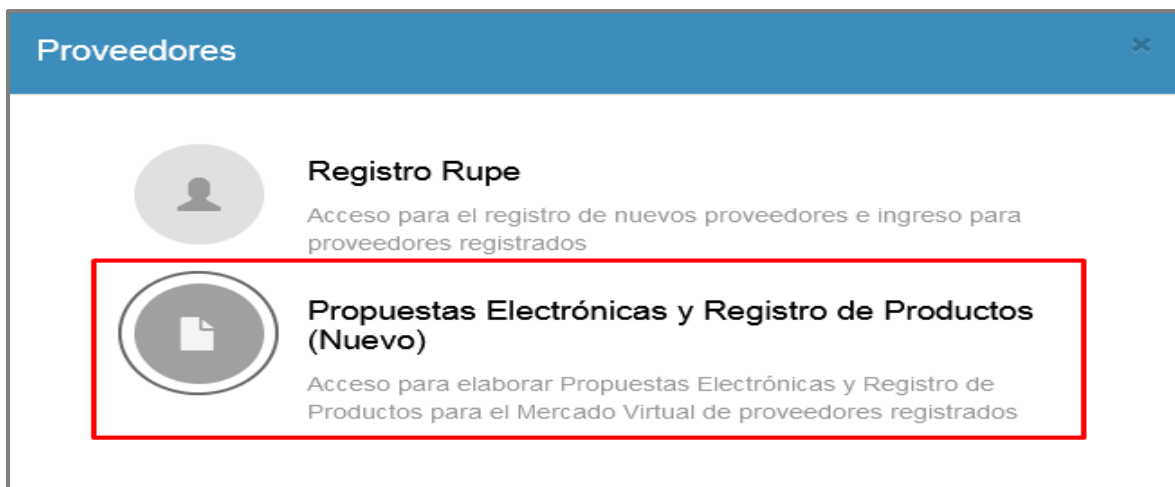 Proveedores
Registro Rupe
Acceso para el registro de nuevos proveedores e ingreso para
proveedores registrados
Propuestas Electrónicas y Registro de Productos
(Nuevo)
Acceso para elaborar Propuestas Electrónicas y Registro de
Productos para el Mercado Virtual de proveedores registrados